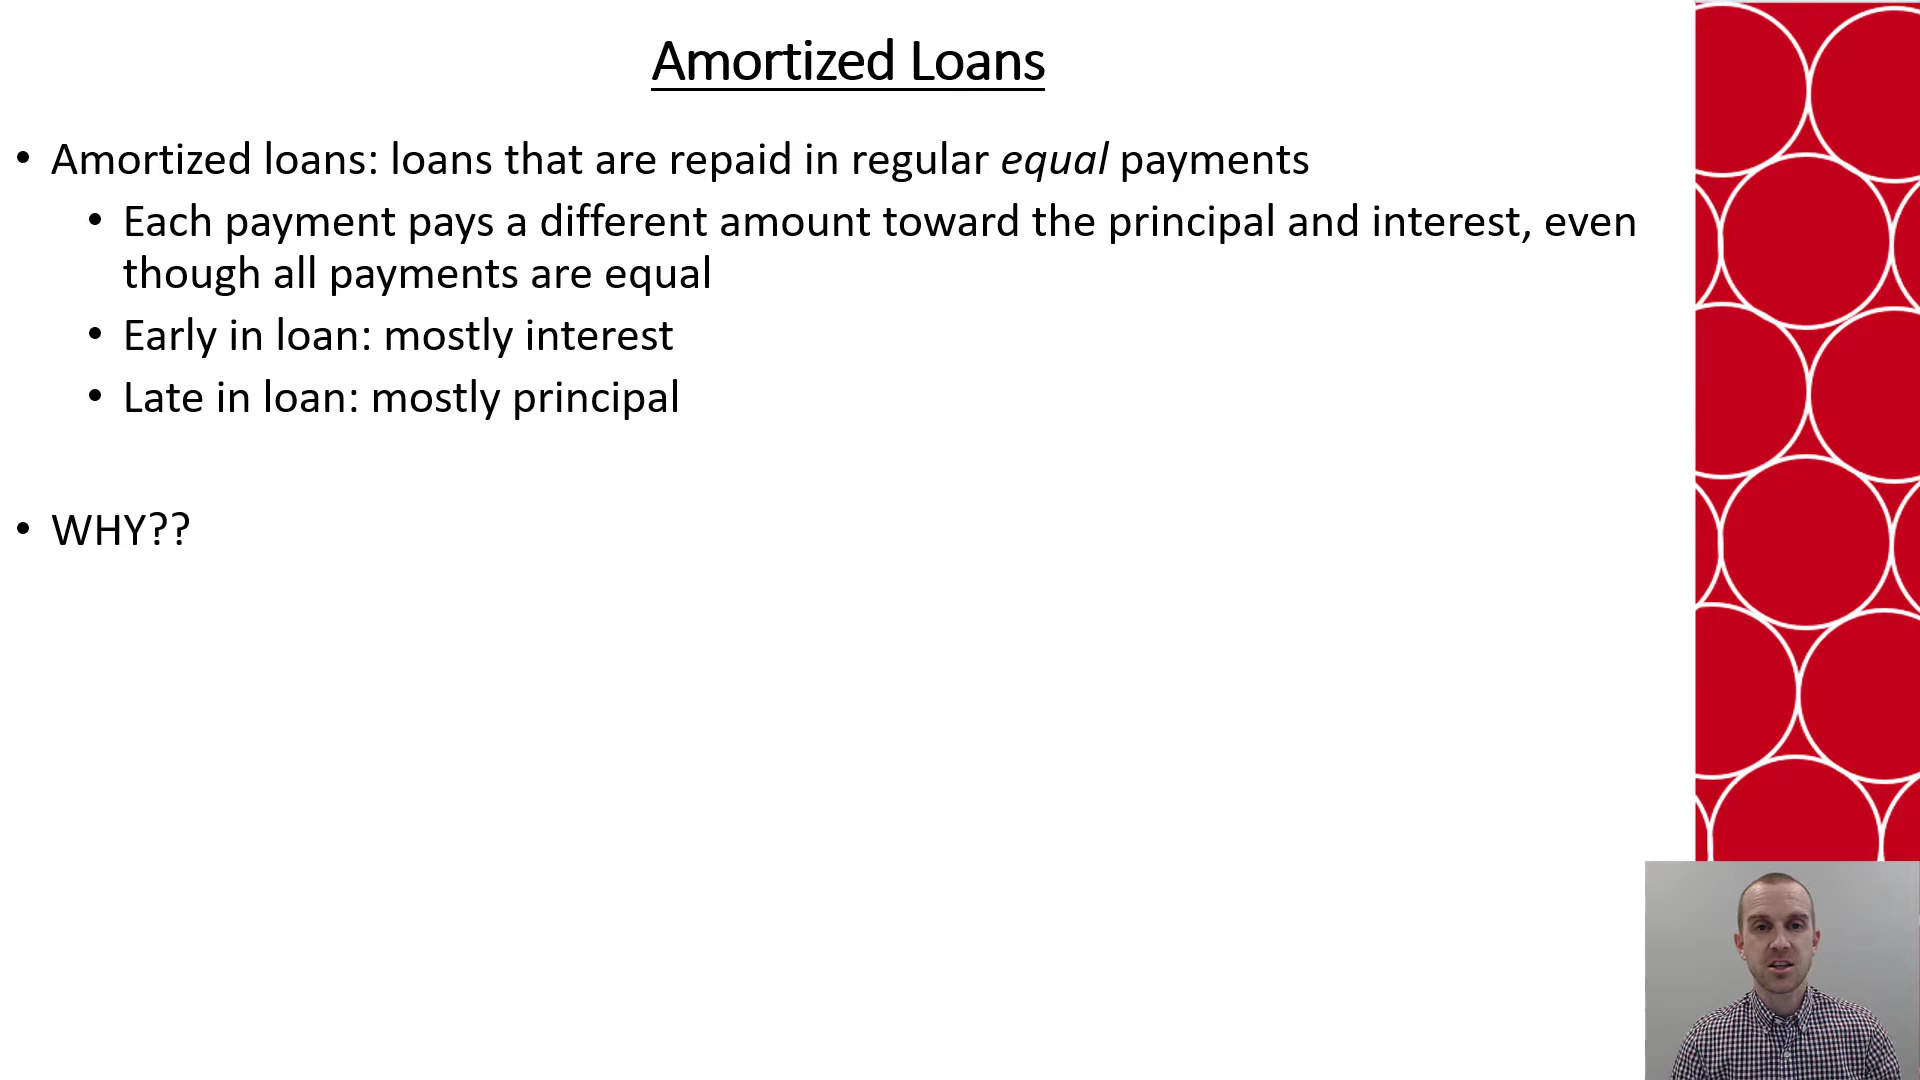 Amortized Loans
• Amortized loans: loans that are repaid in regular equal payments
• Each payment pays a different amount toward the principal and interest, even
though all payments are equal
• Early in loan: mostly interest
• Late in loan: mostly principal
• WHY??